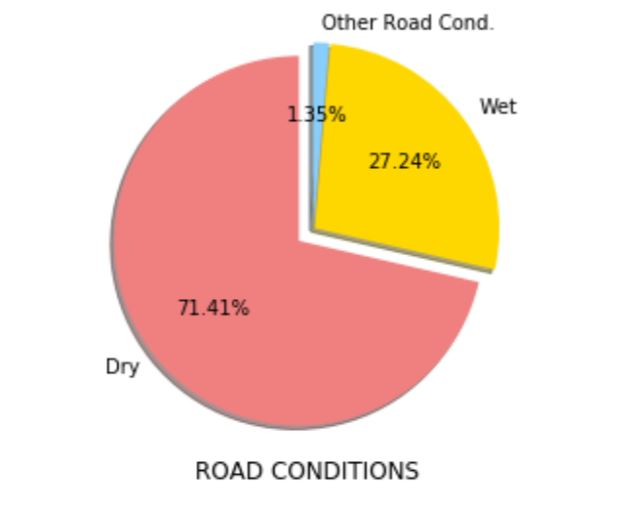 Other Road Cond.
Wet
1.35%
27.24%
71.41%
Dry
ROAD CONDITIONS